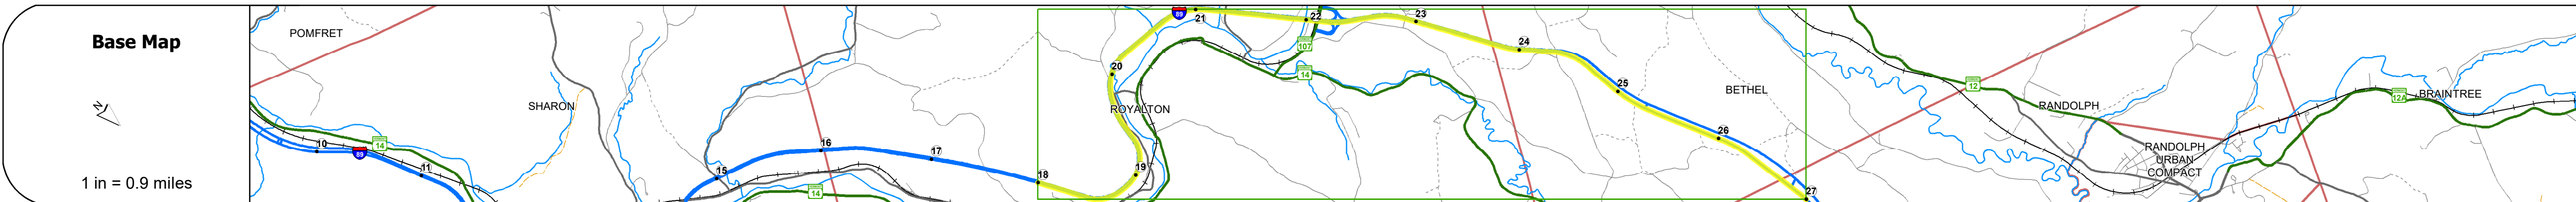 Base Map
N
1 in = 0.9 miles
POMFRET
SHARON
10
89
14
11
15
16
17
14
18
19
20
ROYALTON
89
21
22
107
14
23
24
25
26
27
BETHEL
12
RANDOLPH
RANDOLPH
URBAN
COMPACT
12A
BRAINTREE